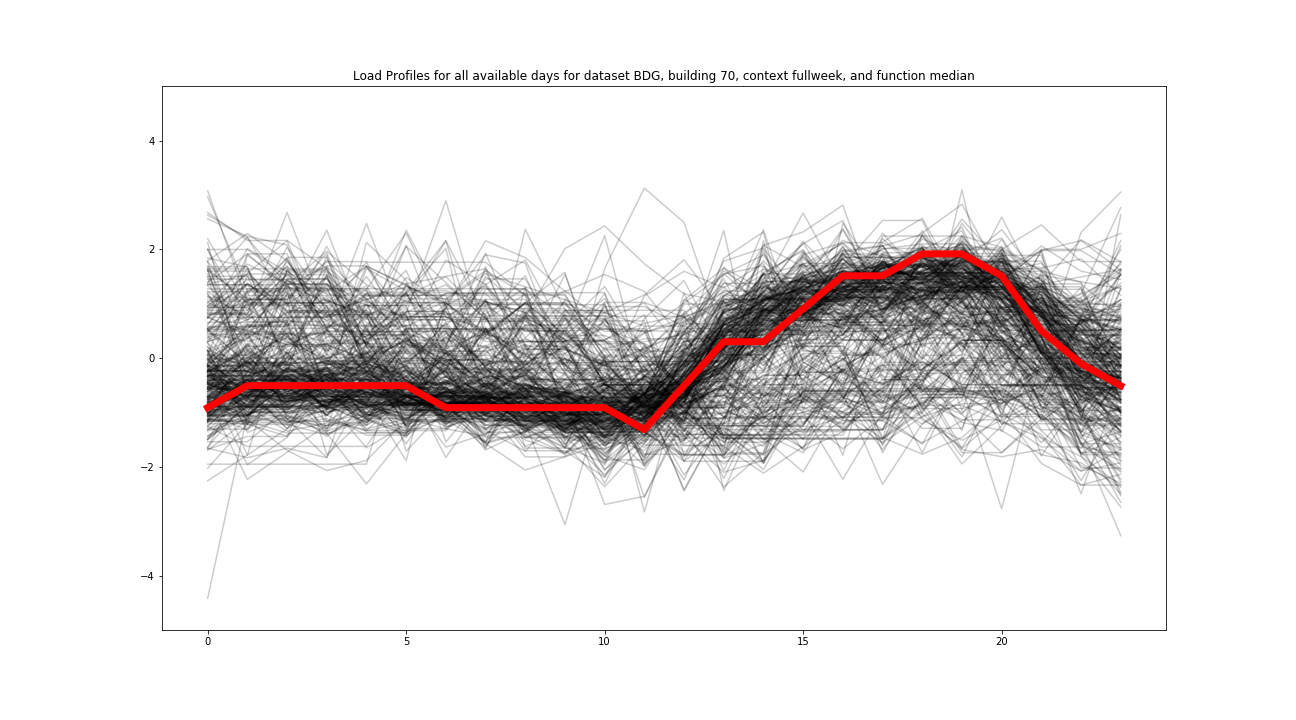 Load Profiles for all available days for dataset BDG, building 70, context fullweek, and function median
4
2
0
−2
−4
0 5 10 15 20